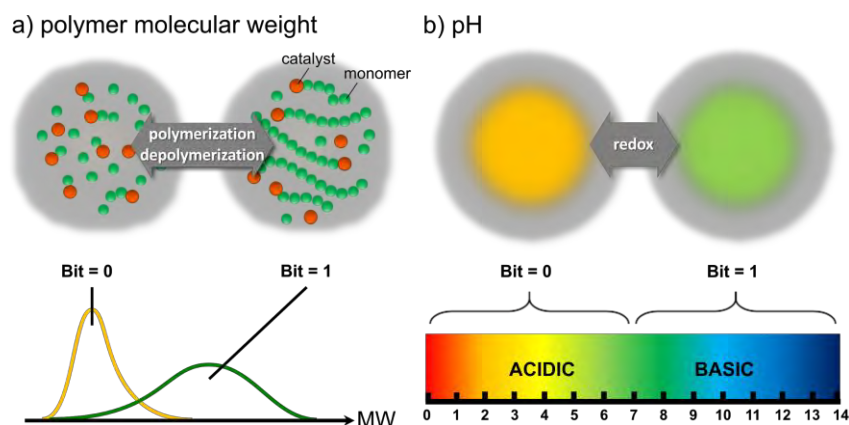 a) polymer molecular weight
catalyst
monomer
polymerization
depolymerization
Bit = 0
Bit = 1
MW
b) pH
redox
Bit = 0
Bit = 1
ACIDIC
BASIC
0 1 2 3 4 5 6 7 8 9 10 11 12 13 14